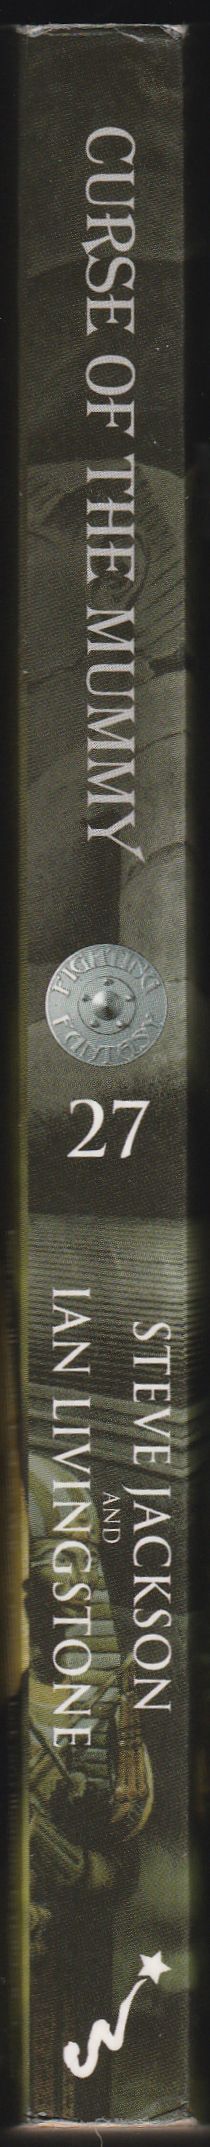 CURSE OF THE MUMMY
FIGHTING
FANTASY
27
STEVE JACKSON
AND
IAN LIVINGSTONE